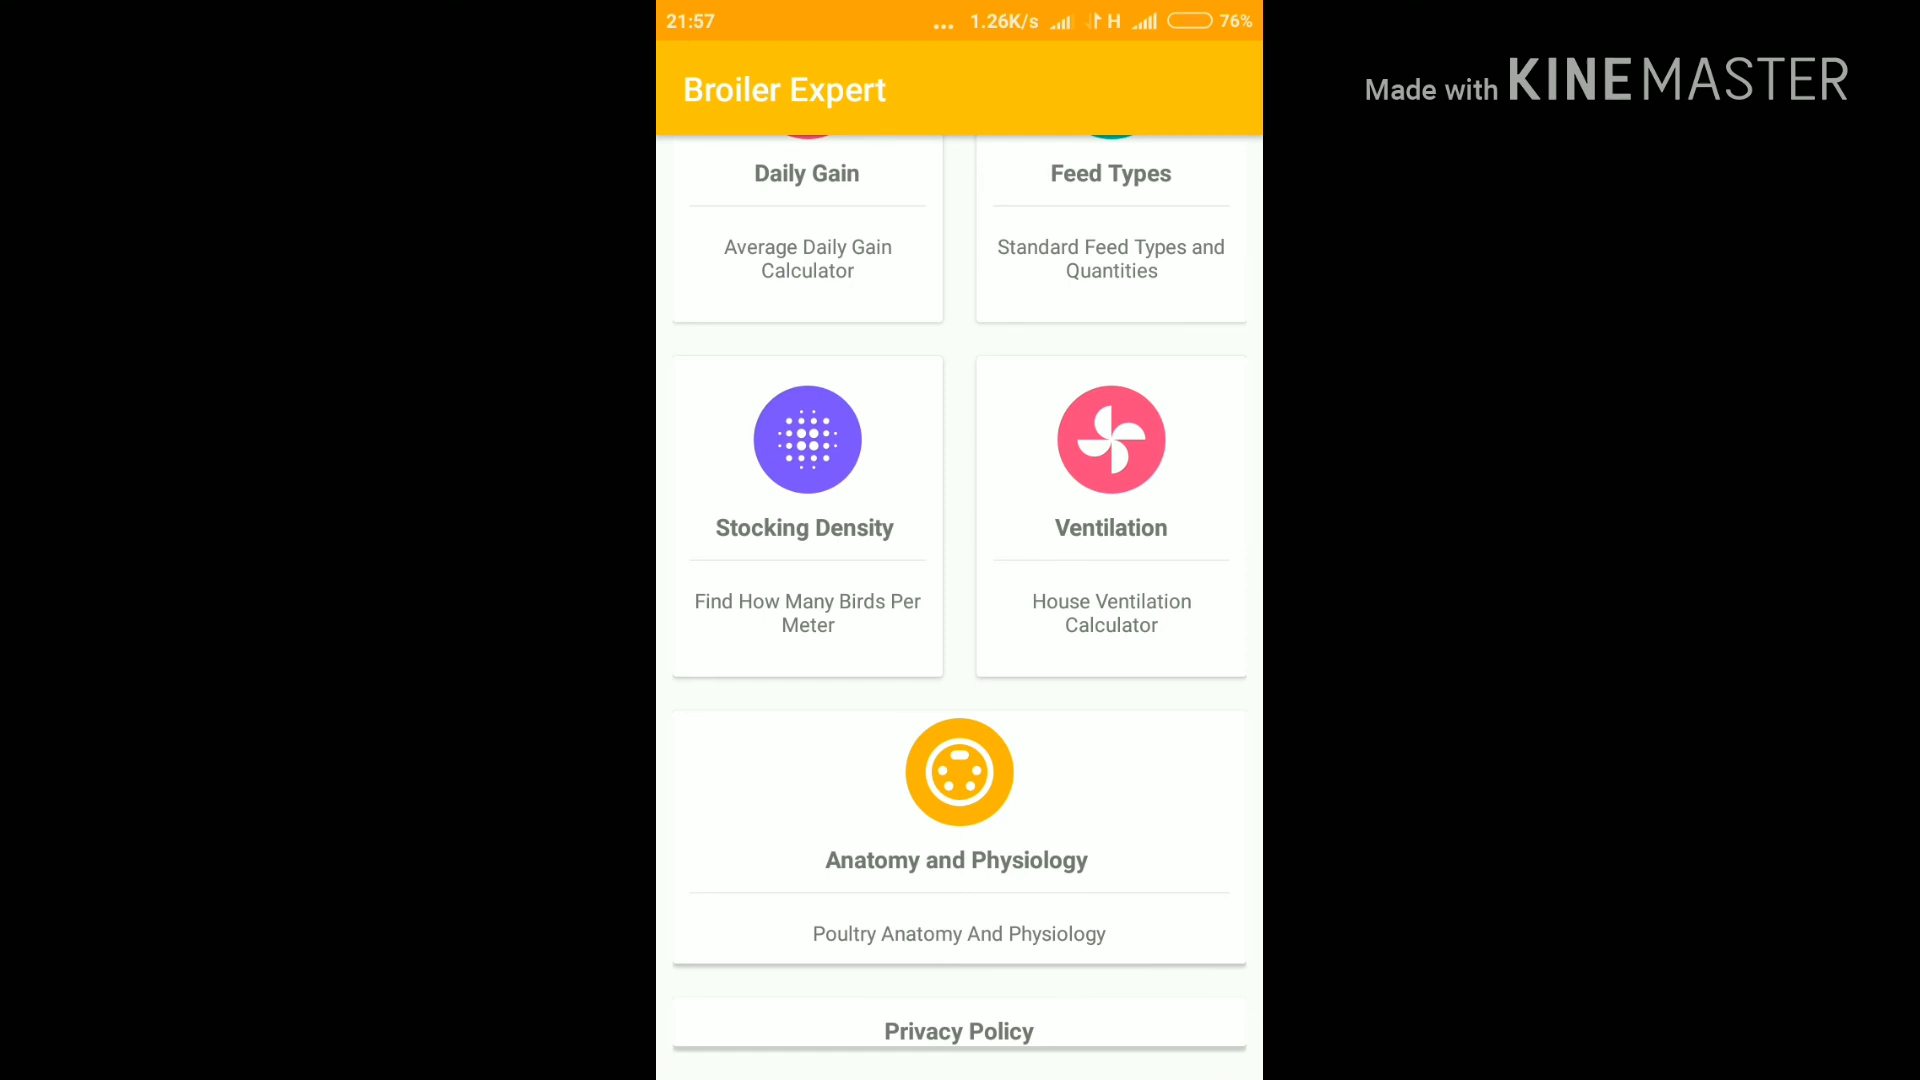 21:57
... 1.26K/s H 76%
Made with KINEMASTER
Broiler Expert
Daily Gain
Average Daily Gain
Calculator
Feed Types
Standard Feed Types and
Quantities
Stocking Density
Find How Many Birds Per
Meter
Ventilation
House Ventilation
Calculator
Anatomy and Physiology
Poultry Anatomy And Physiology
Privacy Policy